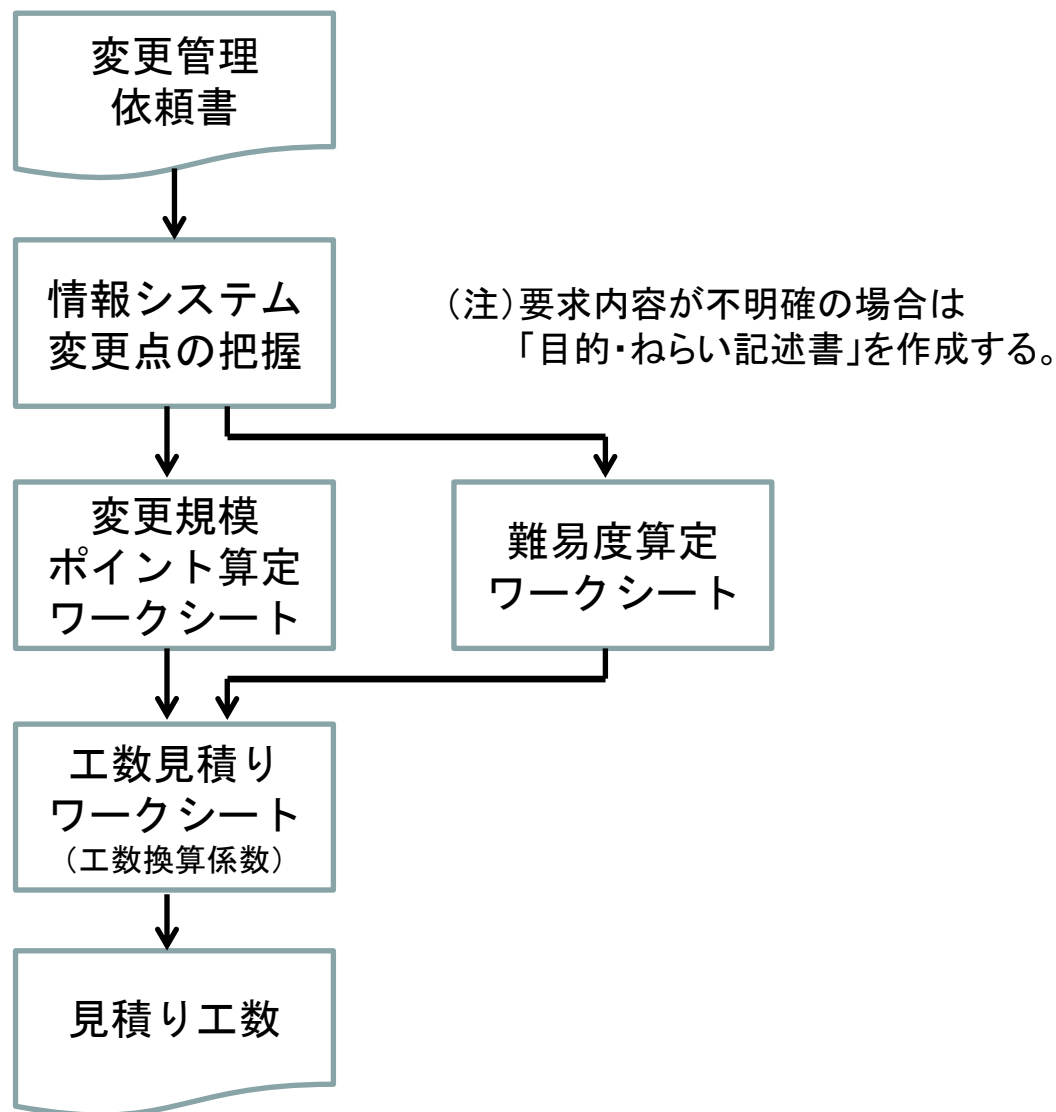 変更管理
依頼書
情報システム
変更点の把握
（注）要求内容が不明確の場合は
「目的・ねらい記述書」を作成する。
変更規模
ポイント算定
ワークシート
難易度算定
ワークシート
工数見積り
ワークシート
（工数換算係数）
見積り工数